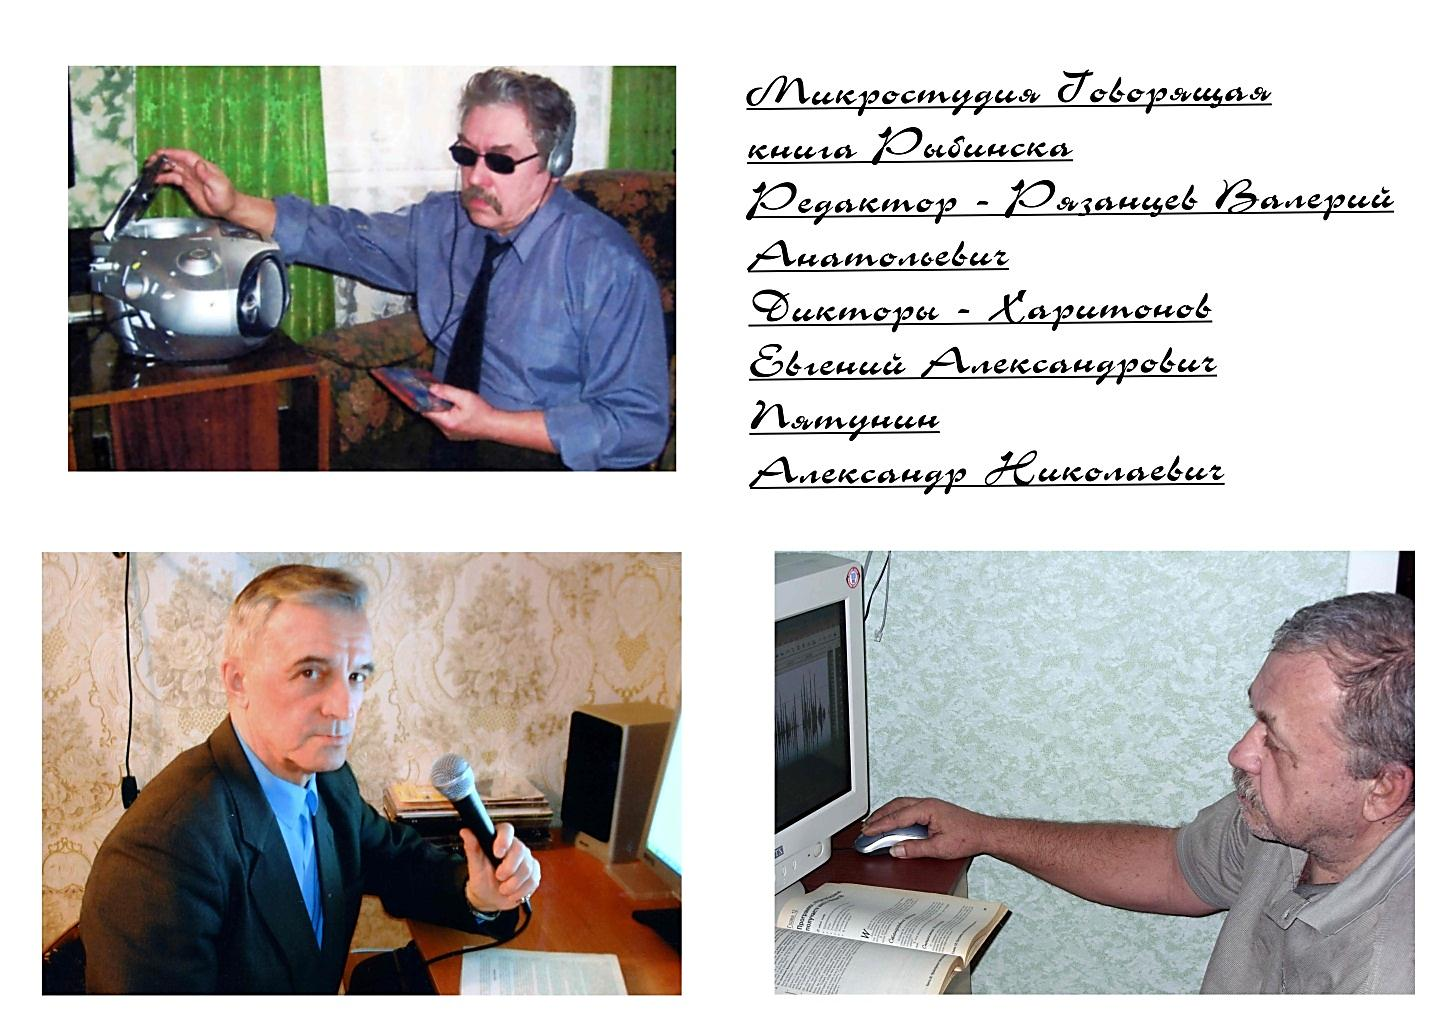 Микростудия Говорящая
книга Рыбинска
Редактор - Рязанцев Валерий
Анатольевич
Дикторы - Харитонов
Евгений Александрович
Пятунин
Александр Николаевич